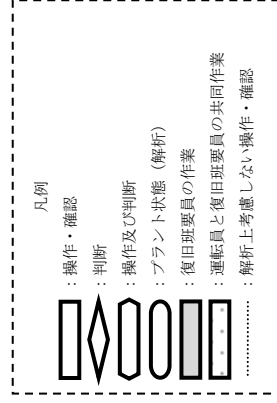 凡例
：操作・確認
：判断
：操作及び判断
：プラント状態（解析）
：復旧班要員の作業
：運転員と復旧班要員の共同作業
：解析上考慮しない操作・確認